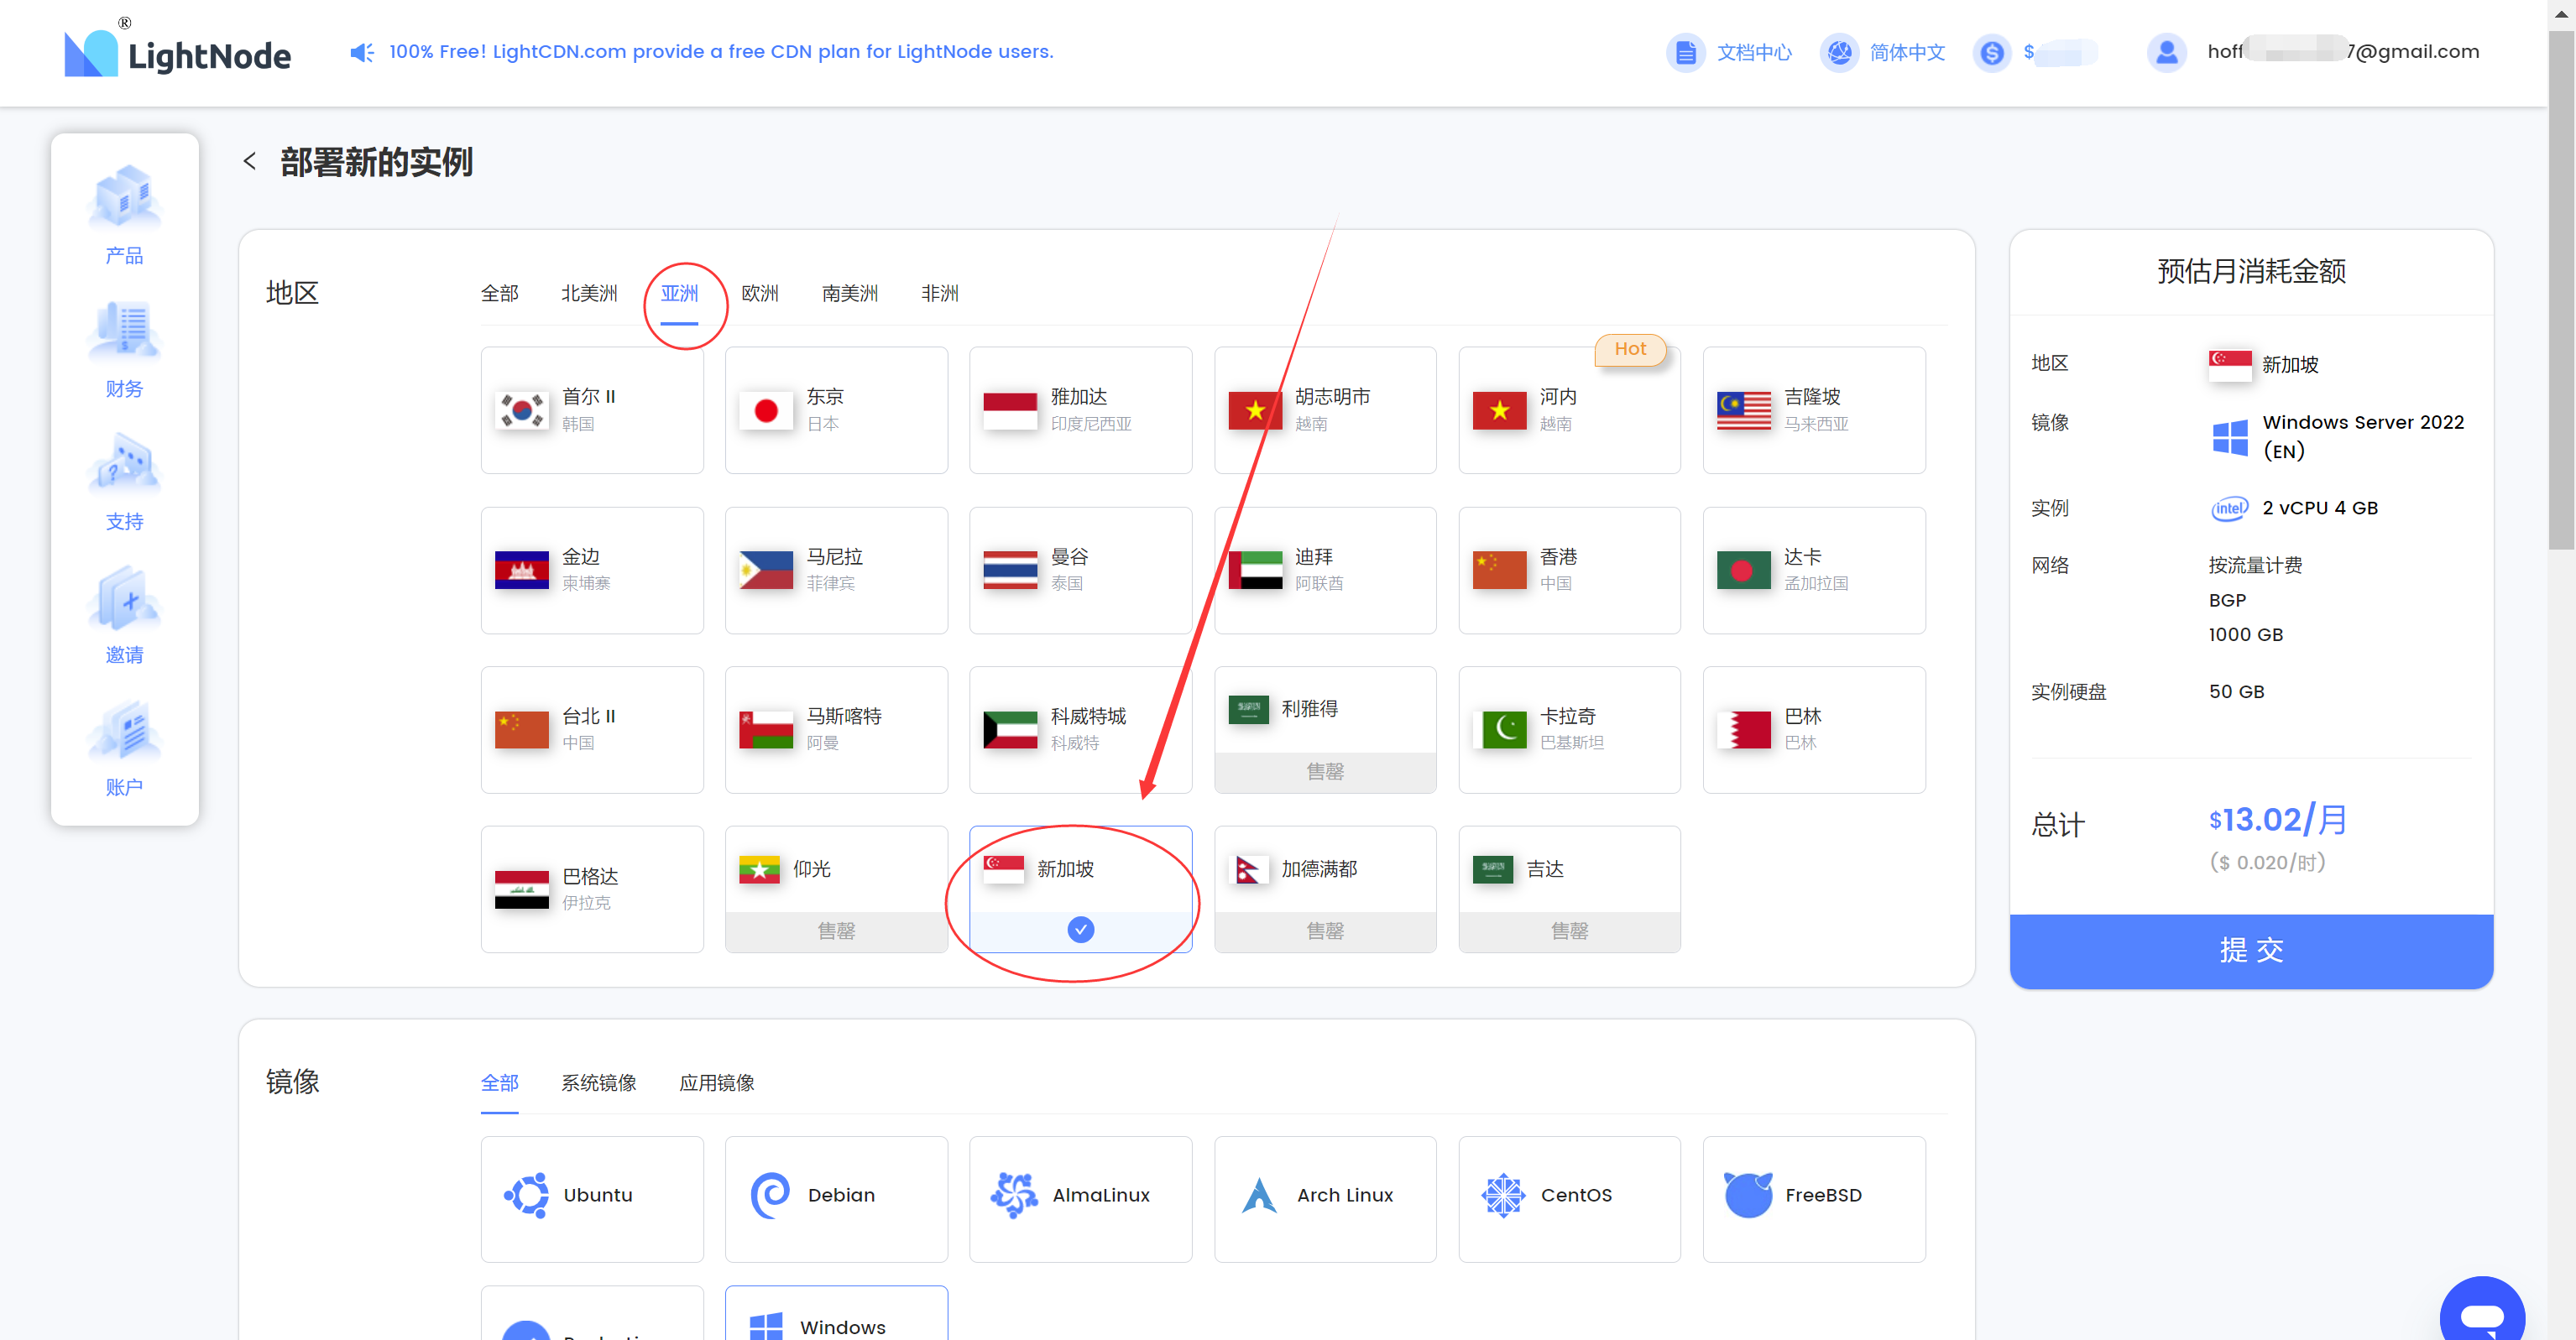 LightNode®
100% Free! LightCDN.com provide a free CDN plan for LightNode users.
文档中心
简体中文
$
hoff 7@gmail.com
产品
财务
支持
邀请
账户
部署新的实例
地区
全部 北美洲 亚洲 欧洲 南美洲 非洲
Hot
首尔 II
韩国
东京
日本
雅加达
印度尼西亚
胡志明市
越南
河内
越南
吉隆坡
马来西亚
金边
柬埔寨
马尼拉
菲律宾
曼谷
泰国
迪拜
阿联酋
香港
中国
达卡
孟加拉国
台北 II
中国
马斯喀特
阿曼
科威特城
科威特
利雅得
售罄
卡拉奇
巴基斯坦
巴林
巴林
巴格达
伊拉克
仰光
售罄
新加坡
加德满都
售罄
吉达
售罄
预估月消耗金额
地区 新加坡
镜像 Windows Server 2022
(EN)
实例 intel 2 vCPU 4 GB
网络 按流量计费
BGP
1000 GB
实例硬盘 50 GB
总计 $13.02/月
($ 0.020/时)
提 交
镜像
全部 系统镜像 应用镜像
Ubuntu
Debian
AlmaLinux
Arch Linux
CentOS
FreeBSD
Windows